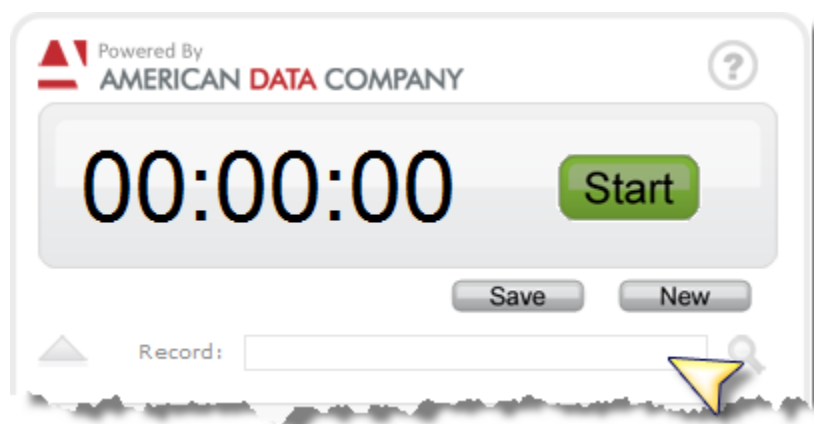 Powered By
AMERICAN DATA COMPANY
?
00:00:00
Start
Save New
Record: